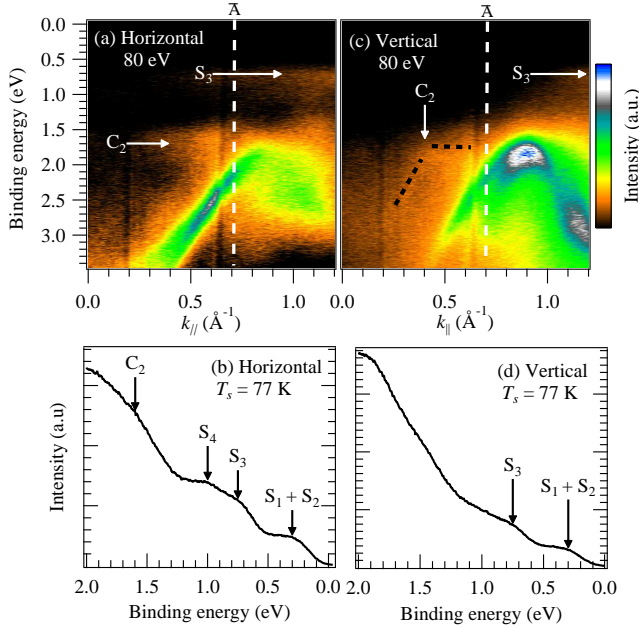 Ā Ā
0.0
0.5
1.0
1.5
2.0
2.5
3.0
Binding energy (eV)
(a) Horizontal
80 eV
S3
C2
0.0 0.5 1.0
k// (Å-1)
(c) Vertical
80 eV
S3
C2
0.0 0.5 1.0
k∥ (Å-1)
Intensity (a.u.)
(b) Horizontal
Ts = 77 K
C2
S4
S3
S1 + S2
Intensity (a.u)
2.0 1.5 1.0 0.5 0.0
Binding energy (eV)
(d) Vertical
Ts = 77 K
S3
S1 + S2
2.0 1.5 1.0 0.5 0.0
Binding energy (eV)